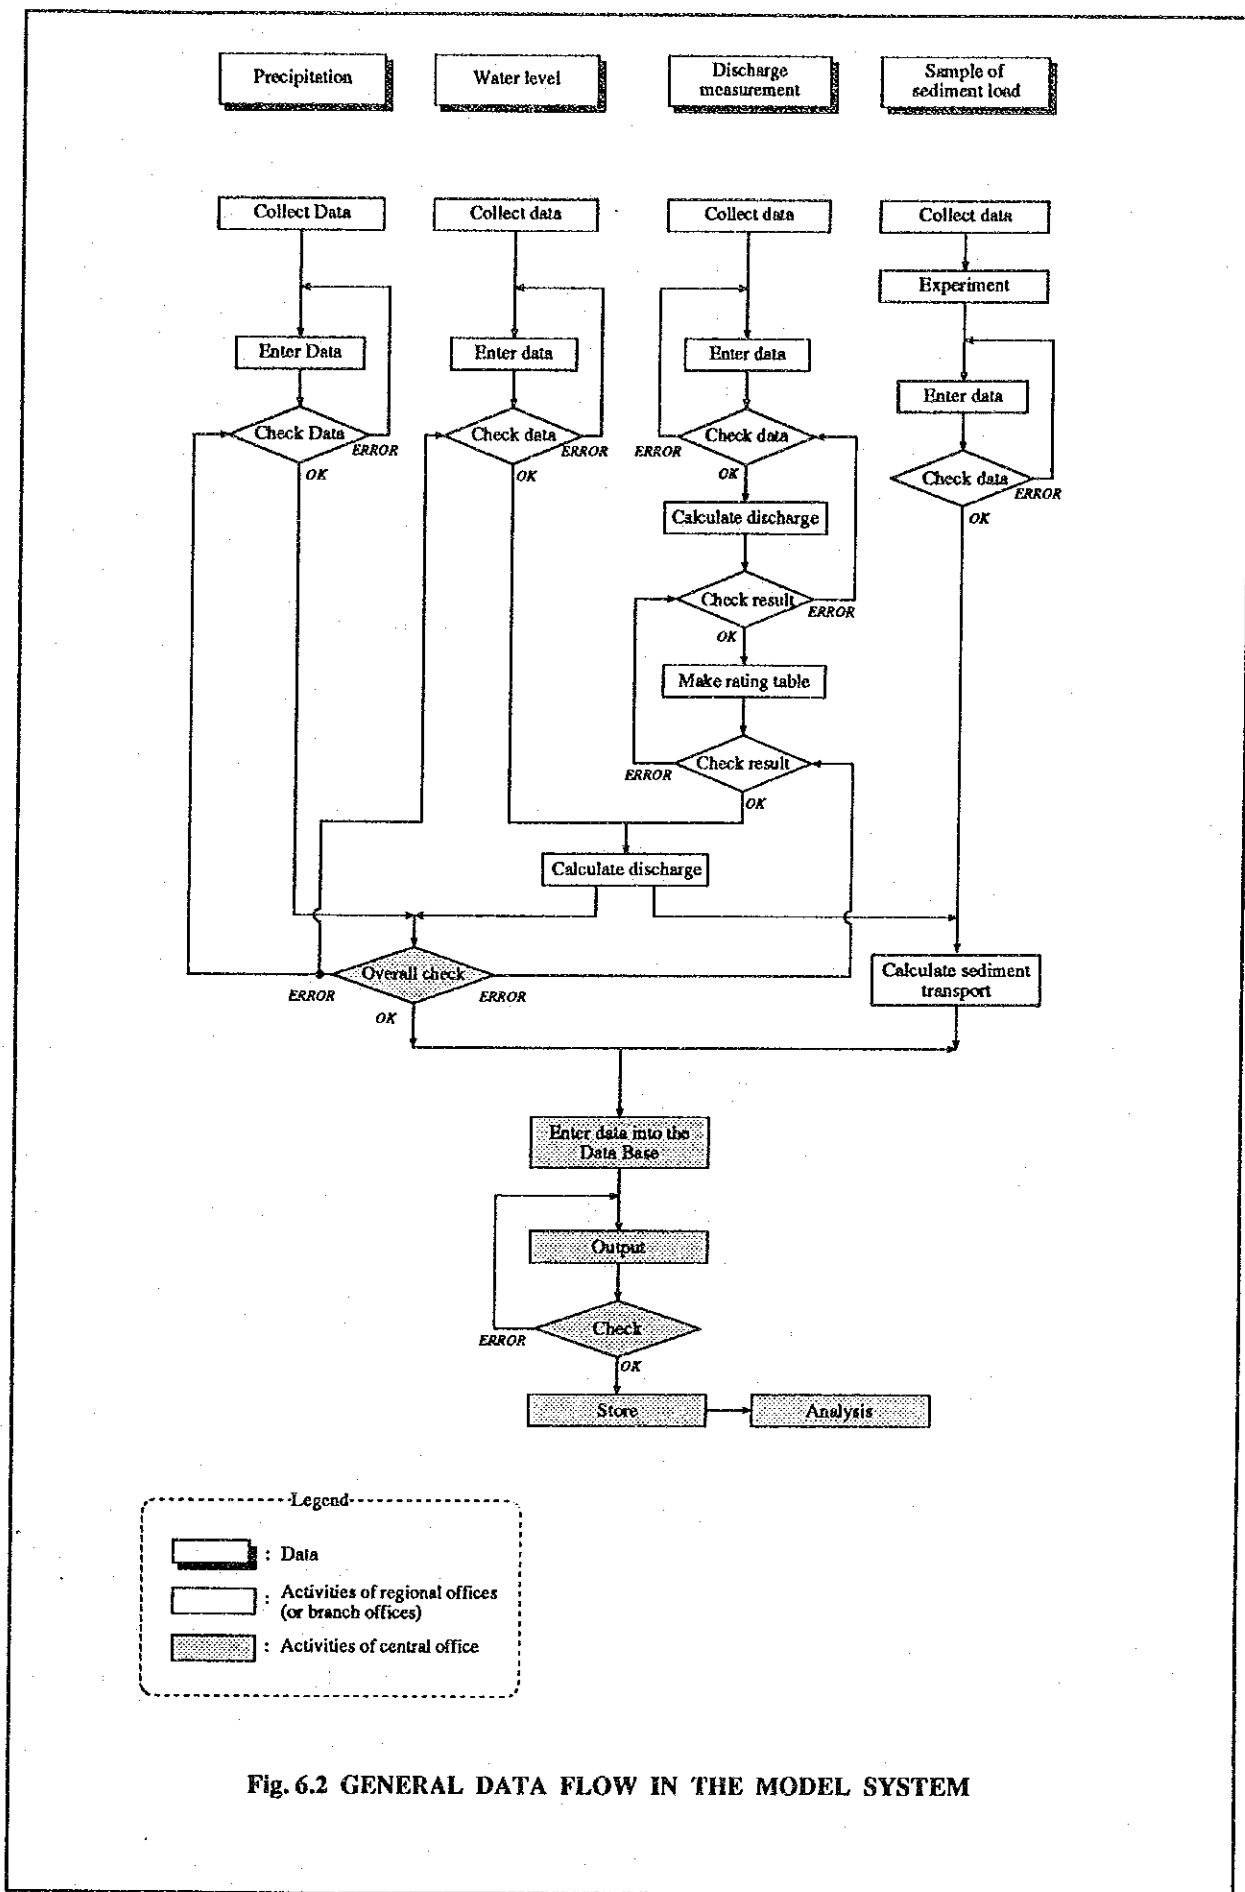 Precipitation
Water level
Discharge
measurement
Sample of
sediment load
Collect Data
Collect data
Collect data
Collect data
Experiment
Enter Data
Enter data
Enter data
Enter data
Check Data
ERROR
OK
Check data
ERROR
OK
Check data
ERROR
OK
Check data
ERROR
OK
Calculate discharge
Check result
ERROR
OK
Make rating table
Check result
ERROR
OK
Calculate discharge
Overall check
ERROR
ERROR
OK
Calculate sediment
transport
Enter data into the
Data Base
Output
Check
ERROR
OK
Store
Analysis
Legend
: Data
: Activities of regional offices
(or branch offices)
: Activities of central office
Fig. 6.2 GENERAL DATA FLOW IN THE MODEL SYSTEM